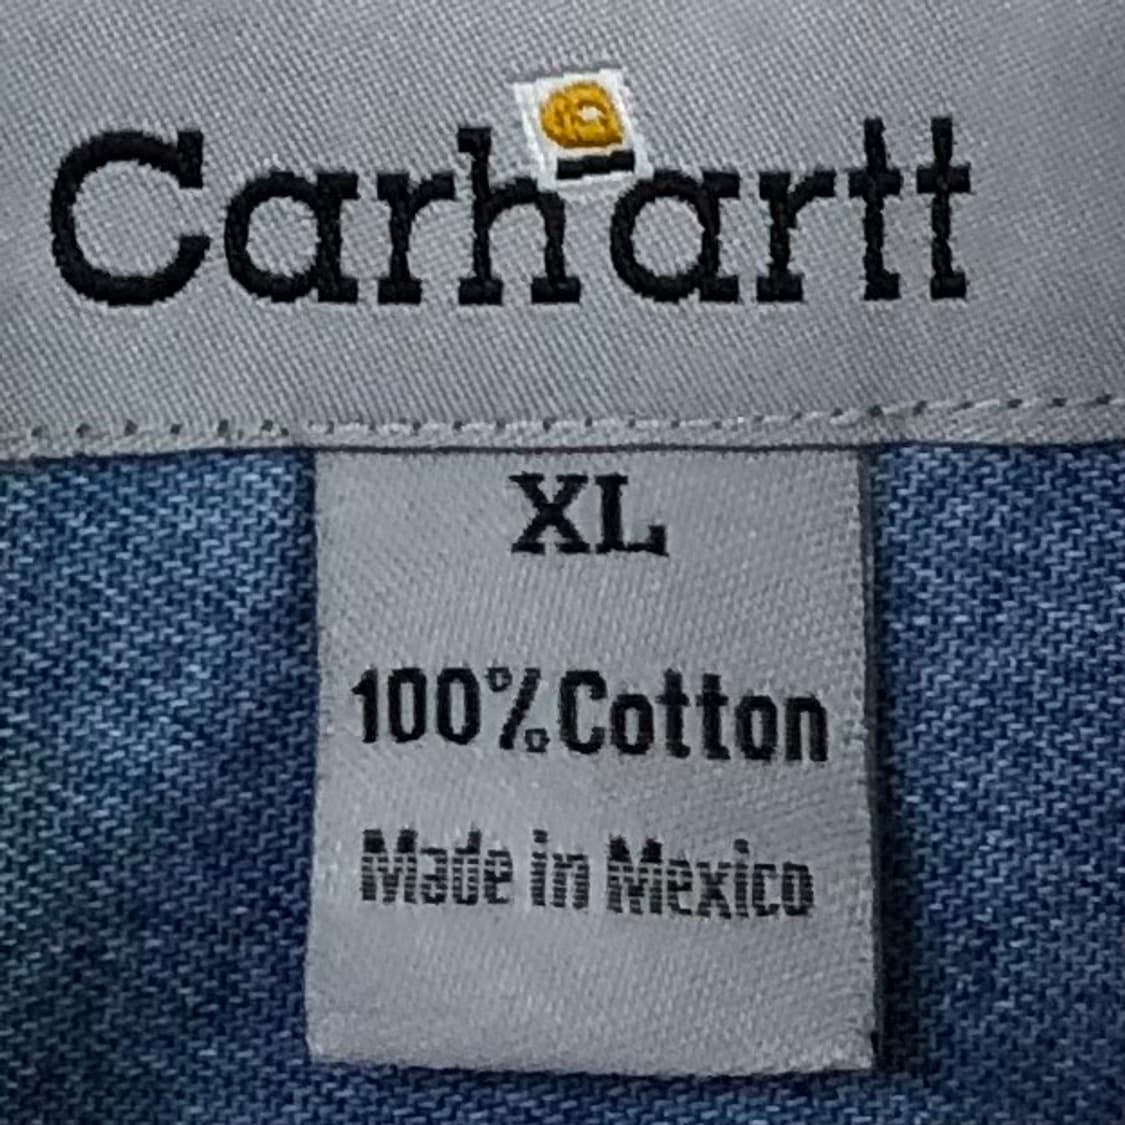 Carhartt
XL
100% Cotton
Made in Mexico